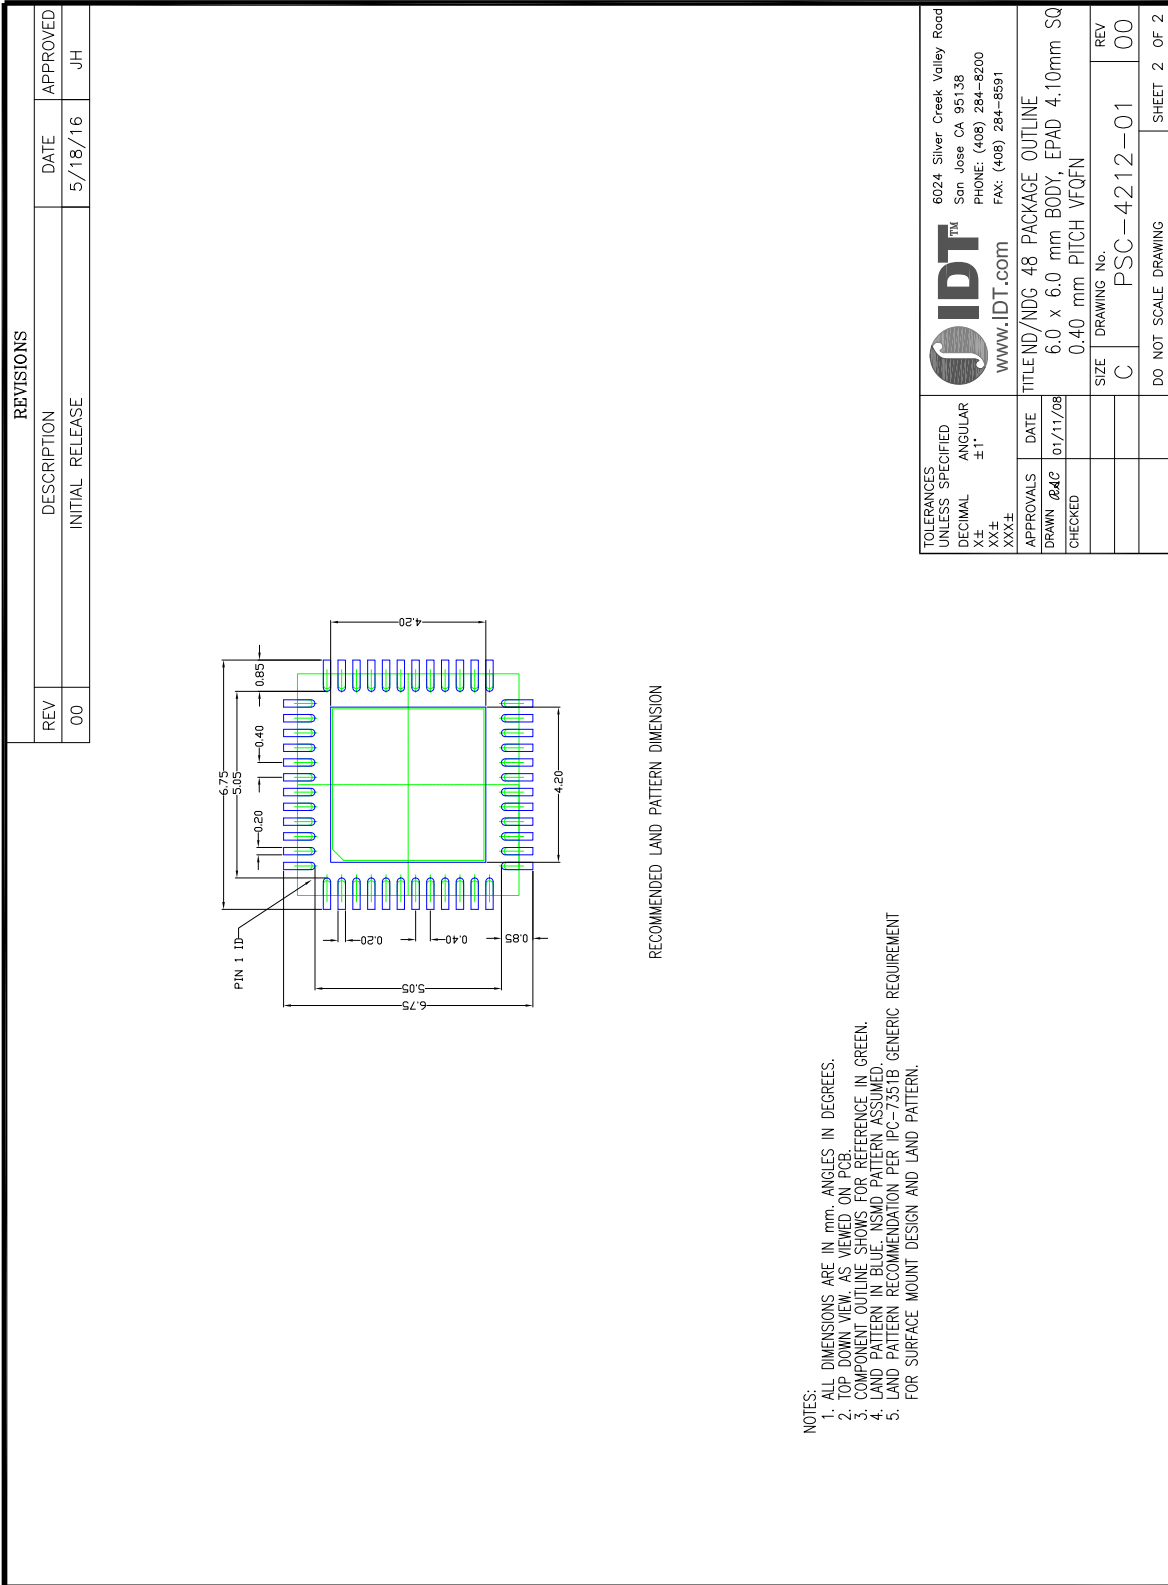 REVISIONS
REV DESCRIPTION DATE APPROVED
00 INITIAL RELEASE 5/18/16 JH
6.75
5.05
0.20 0.40 0.85
PIN 1 ID
4.20
0.20
0.40
0.85
5.05
6.75
4.20
RECOMMENDED LAND PATTERN DIMENSION
NOTES:
1. ALL DIMENSIONS ARE IN mm. ANGLES IN DEGREES.
2. TOP DOWN VIEW. AS VIEWED ON PCB.
3. COMPONENT OUTLINE SHOWS FOR REFERENCE IN GREEN.
4. LAND PATTERN IN BLUE. NSMD PATTERN ASSUMED.
5. LAND PATTERN RECOMMENDATION PER IPC-7351B GENERIC REQUIREMENT
FOR SURFACE MOUNT DESIGN AND LAND PATTERN.
TOLERANCES
UNLESS SPECIFIED
DECIMAL ANGULAR
X± ±1°
XX±
XXX±
APPROVALS DATE
DRAWN RAC 01/11/08
CHECKED
IDT™
www.IDT.com
6024 Silver Creek Valley Road
San Jose CA 95138
PHONE: (408) 284-8200
FAX: (408) 284-8591
TITLE ND/NDG 48 PACKAGE OUTLINE
6.0 x 6.0 mm BODY, EPAD 4.10mm SQ
0.40 mm PITCH VFQFN
SIZE DRAWING No. REV
C PSC-4212-01 00
DO NOT SCALE DRAWING SHEET 2 OF 2